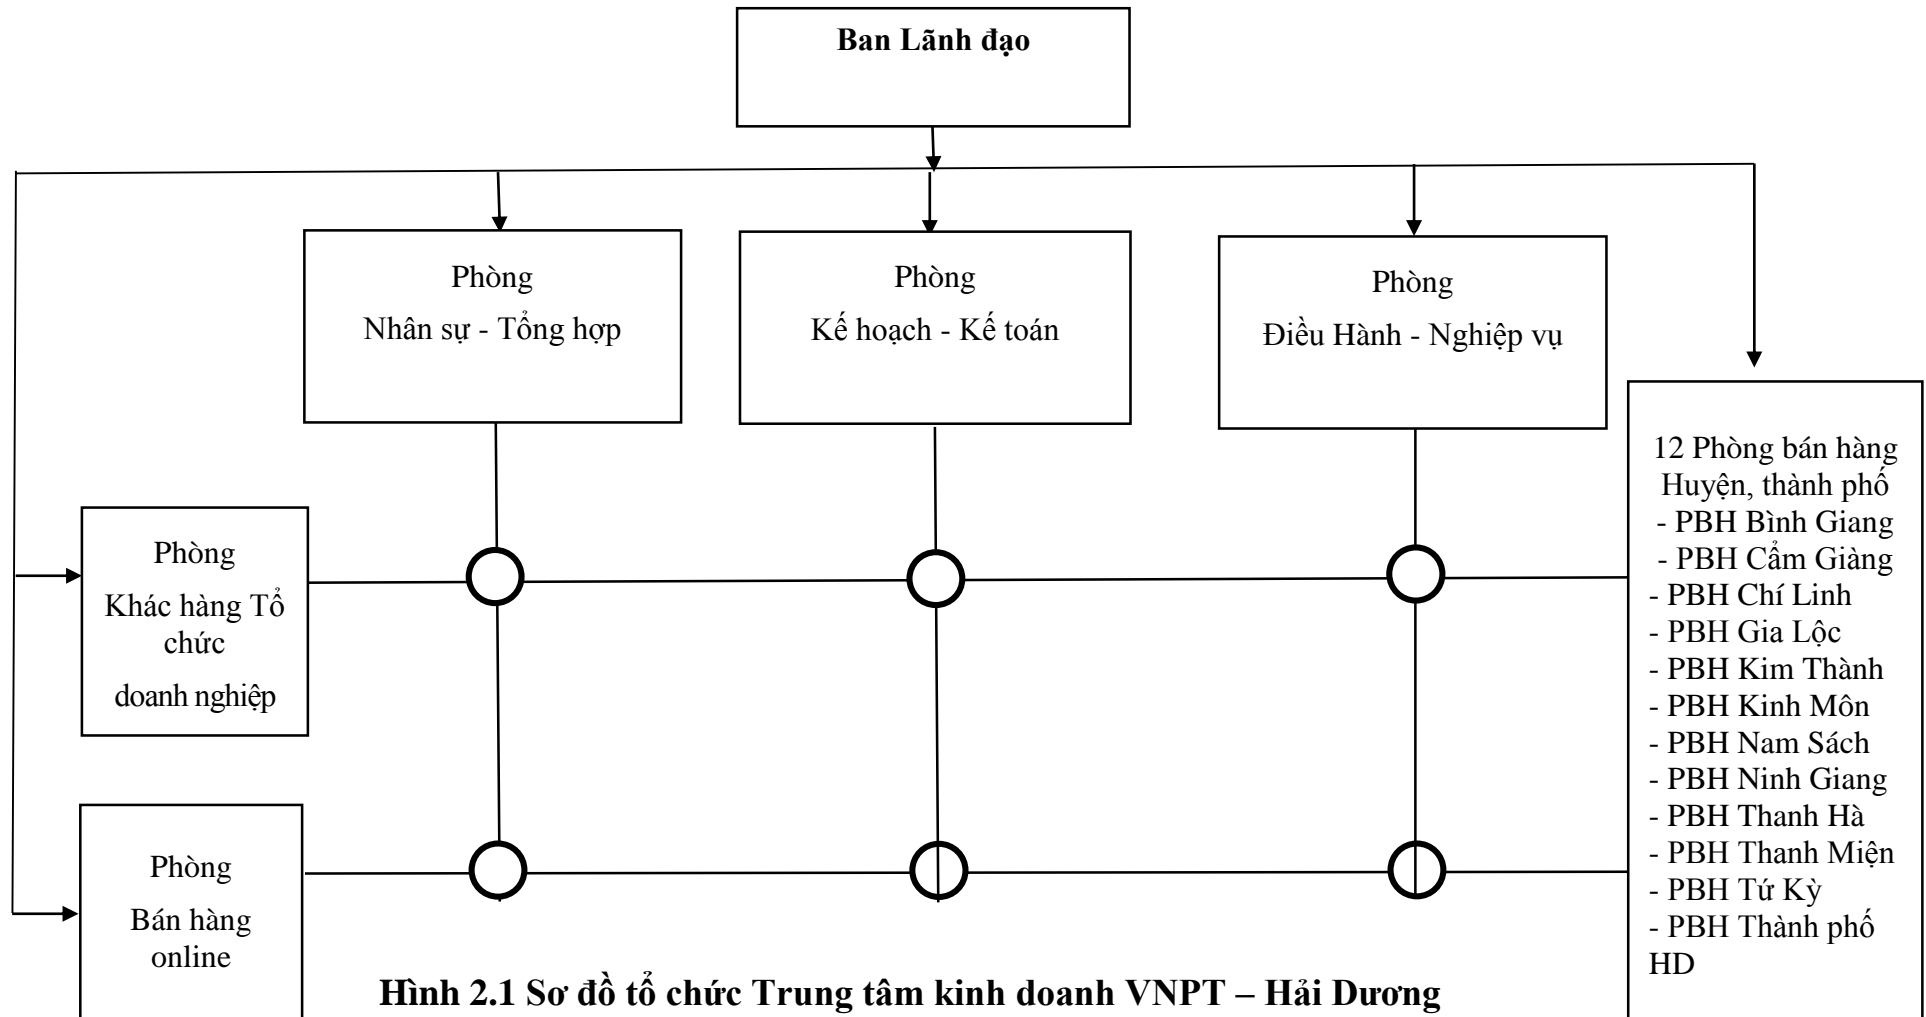 Ban Lãnh đạo
Phòng
Nhân sự - Tổng hợp
Phòng
Kế hoạch - Kế toán
Phòng
Điều Hành - Nghiệp vụ
Phòng
Khác hàng Tổ
chức
doanh nghiệp
Phòng
Bán hàng
online
12 Phòng bán hàng
Huyện, thành phố
- PBH Bình Giang
- PBH Cẩm Giàng
- PBH Chí Linh
- PBH Gia Lộc
- PBH Kim Thành
- PBH Kinh Môn
- PBH Nam Sách
- PBH Ninh Giang
- PBH Thanh Hà
- PBH Thanh Miện
- PBH Tứ Kỳ
- PBH Thành phố
HD
Hình 2.1 Sơ đồ tổ chức Trung tâm kinh doanh VNPT – Hải Dương